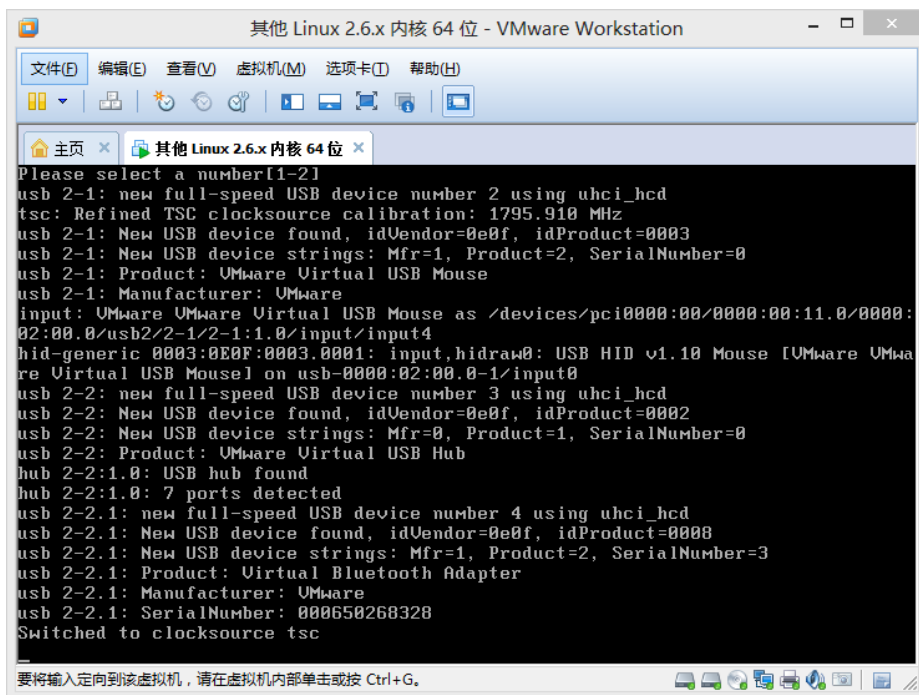 其他 Linux 2.6.x 内核 64 位 - VMware Workstation
文件(F) 编辑(E) 查看(V) 虚拟机(M) 选项卡(T) 帮助(H)
主页 其他 Linux 2.6.x 内核 64 位
Please select a number[1-2]
usb 2-1: new full-speed USB device number 2 using uhci_hcd
tsc: Refined TSC clocksource calibration: 1795.910 MHz
usb 2-1: New USB device found, idVendor=0e0f, idProduct=0003
usb 2-1: New USB device strings: Mfr=1, Product=2, SerialNumber=0
usb 2-1: Product: VMware Virtual USB Mouse
usb 2-1: Manufacturer: VMware
input: VMware VMware Virtual USB Mouse as /devices/pci0000:00/0000:00:11.0/0000:
02:00.0/usb2/2-1/2-1:1.0/input/input4
hid-generic 0003:0E0F:0003.0001: input,hidraw0: USB HID v1.10 Mouse [VMware VMwa
re Virtual USB Mouse] on usb-0000:02:00.0-1/input0
usb 2-2: new full-speed USB device number 3 using uhci_hcd
usb 2-2: New USB device found, idVendor=0e0f, idProduct=0002
usb 2-2: New USB device strings: Mfr=0, Product=1, SerialNumber=0
usb 2-2: Product: VMware Virtual USB Hub
hub 2-2:1.0: USB hub found
hub 2-2:1.0: 7 ports detected
usb 2-2.1: new full-speed USB device number 4 using uhci_hcd
usb 2-2.1: New USB device found, idVendor=0e0f, idProduct=0008
usb 2-2.1: New USB device strings: Mfr=1, Product=2, SerialNumber=3
usb 2-2.1: Product: Virtual Bluetooth Adapter
usb 2-2.1: Manufacturer: VMware
usb 2-2.1: SerialNumber: 000650268328
Switched to clocksource tsc
要将输入定向到该虚拟机，请在虚拟机内部单击或按 Ctrl+G。